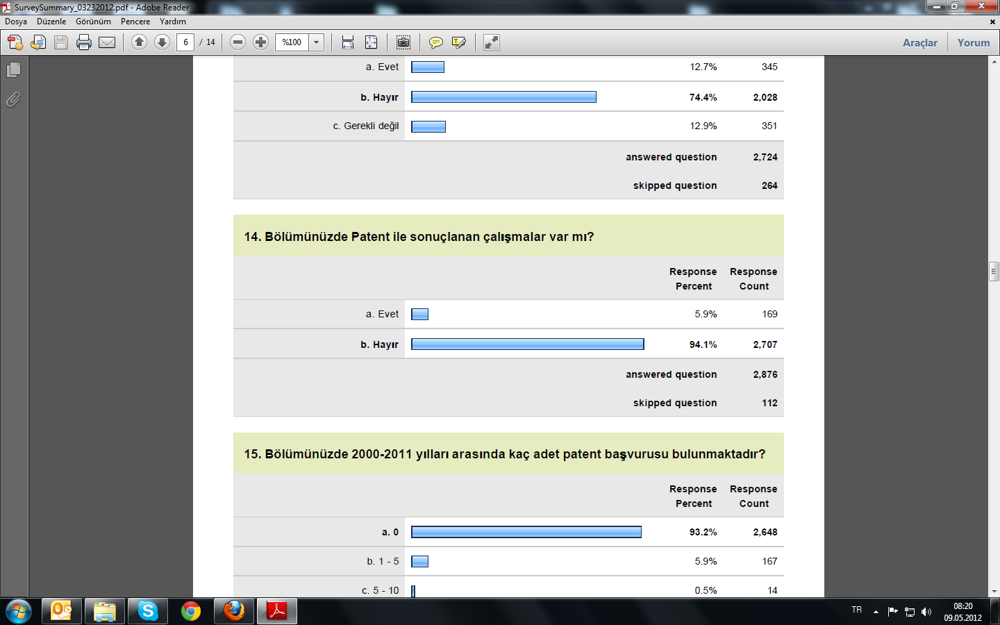 SurveySummary_03232012.pdf - Adobe Reader
Dosya Düzenle Görünüm Pencere Yardım
6 / 14 %100 Araçlar Yorum
a. Evet 12.7% 345
b. Hayır 74.4% 2,028
c. Gerekli değil 12.9% 351
answered question 2,724
skipped question 264
14. Bölümünüzde Patent ile sonuçlanan çalışmalar var mı?
Response Response
Percent Count
a. Evet 5.9% 169
b. Hayır 94.1% 2,707
answered question 2,876
skipped question 112
15. Bölümünüzde 2000-2011 yılları arasında kaç adet patent başvurusu bulunmaktadır?
Response Response
Percent Count
a. 0 93.2% 2,648
b. 1 - 5 5.9% 167
c. 5 - 10 0.5% 14
TR 08:20
09.05.2012